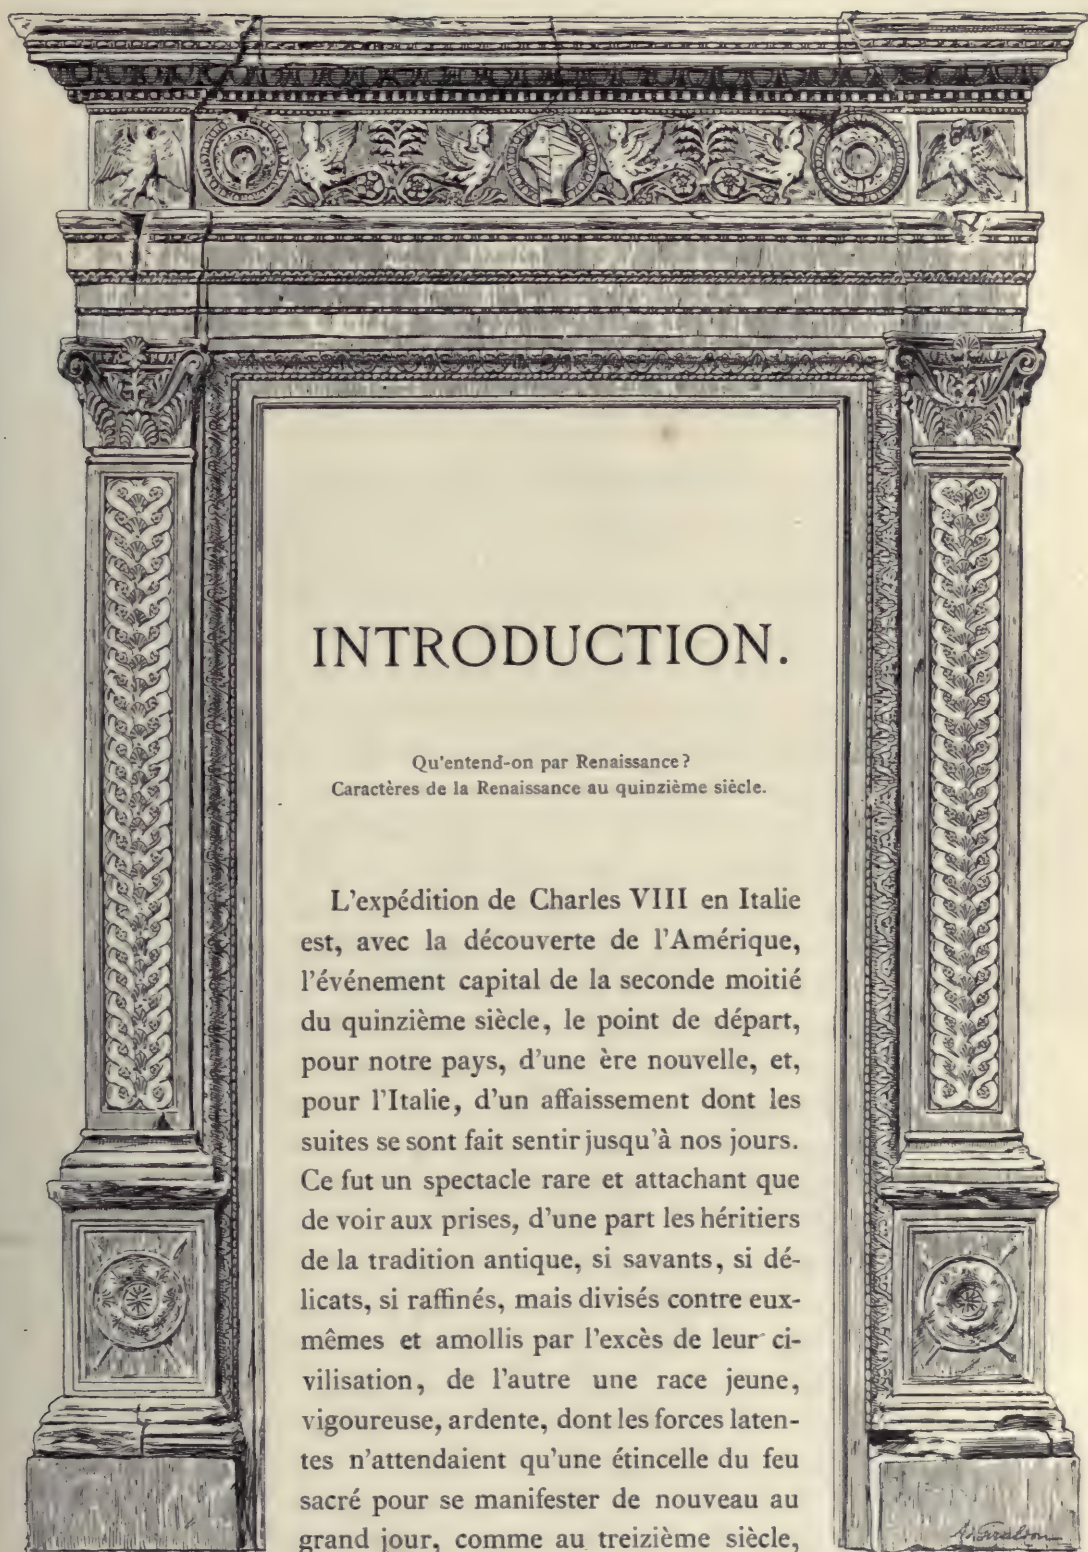 INTRODUCTION.
Qu'entend-on par Renaissance?
Caractères de la Renaissance au quinzième siècle.
L'expédition de Charles VIII en Italie
est, avec la découverte de l'Amérique,
l'événement capital de la seconde moitié
du quinzième siècle, le point de départ,
pour notre pays, d'une ère nouvelle, et,
pour l'Italie, d'un affaissement dont les
suites se sont fait sentir jusqu'à nos jours.
Ce fut un spectacle rare et attachant que
de voir aux prises, d'une part les héritiers
de la tradition antique, si savants, si dé-
licats, si raffinés, mais divisés contre eux-
mêmes et amollis par l'excès de leur ci-
vilisation, de l'autre une race jeune,
vigoureuse, ardente, dont les forces laten-
tes n'attendaient qu'une étincelle du feu
sacré pour se manifester de nouveau au
grand jour, comme au treizième siècle,